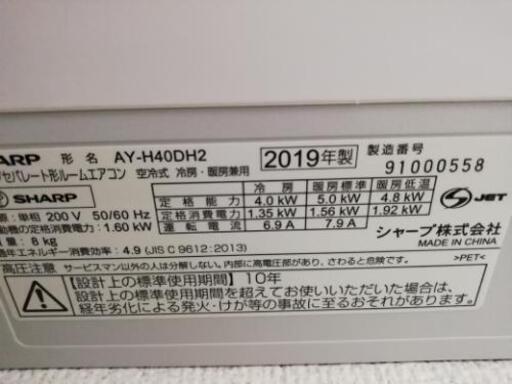 ARP 形名 AY-H40DH2 2019年製 製造番号
セパレート形ルームエアコン 空冷式 冷房・暖房兼用 91000558
SHARP
冷房 暖房標準 暖房低温
定格能力 4.0 kW 5.0 kW 4.8 kW
定格消費電力 1.35 kW 1.56 kW 1.92 kW
運転電流 6.9 A 7.9 A
源：単相 200 V 50/60 Hz
動機の定格消費電力：1.60 kW
量：8 kg
通年エネルギー消費効率：4.9 (JIS C 9612:2013)
JET
シャープ株式会社
MADE IN CHINA
高圧注意 サービスマン以外の人は分解しない。内部に高電圧部があり、さわると危険。
>PET<
【設計上の標準使用期間】10年
設計上の標準使用期間を超えてお使いいただいた場合は、
経年劣化による発火・けが等の事故に至るおそれがあります。